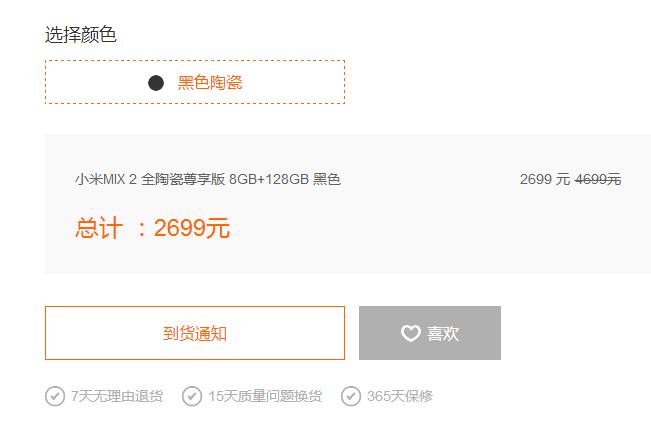 选择颜色
黑色陶瓷
小米MIX 2 全陶瓷尊享版 8GB+128GB 黑色 2699 元 4699元
总计 ：2699元
到货通知 喜欢
7天无理由退货 15天质量问题换货 365天保修